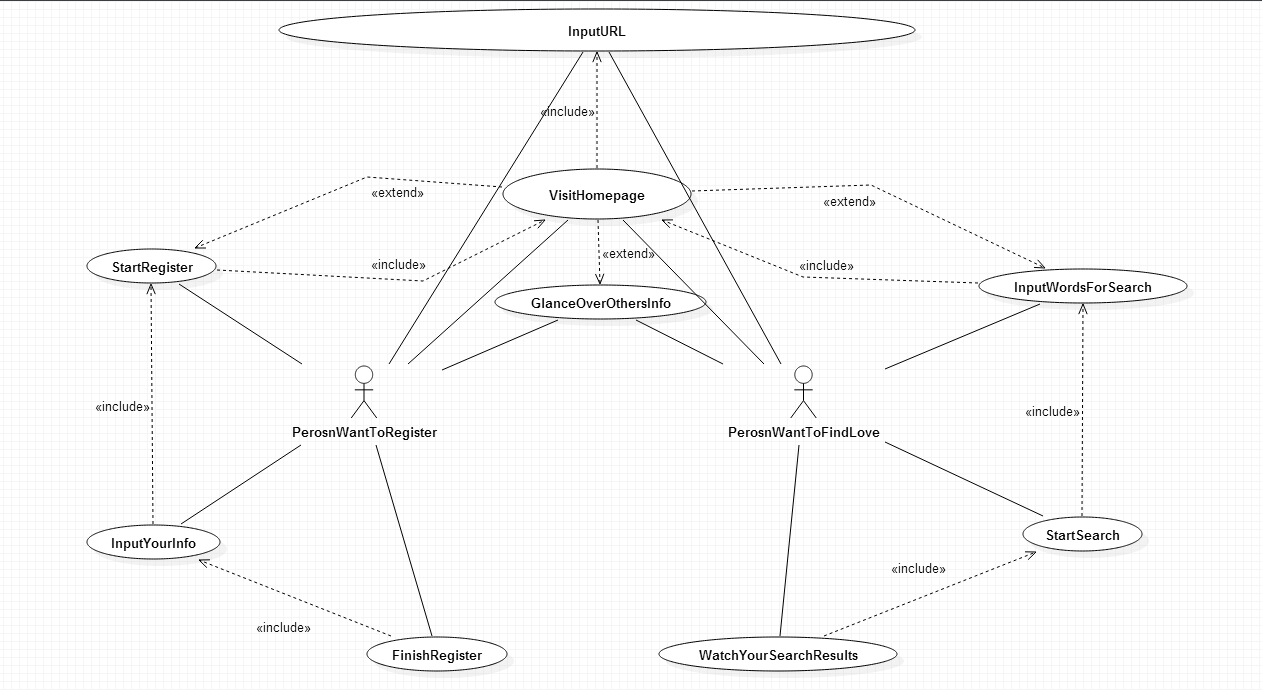 InputURL
«include»
VisitHomepage
«extend»
«extend»
«extend»
«include»
«include»
StartRegister
InputWordsForSearch
GlanceOverOthersInfo
«include»
«include»
PerosnWantToRegister
PerosnWantToFindLove
InputYourInfo
StartSearch
«include»
«include»
FinishRegister
WatchYourSearchResults